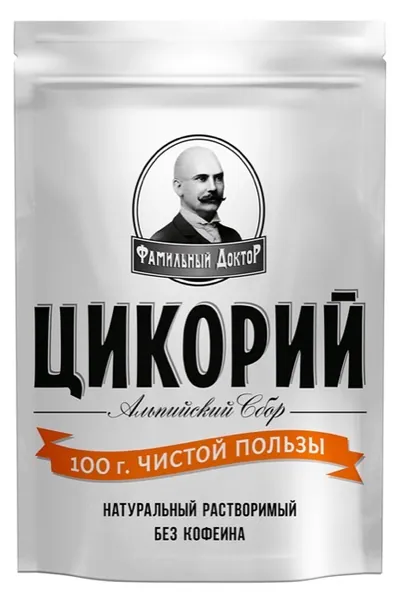 Фамильный Доктор
ЦИКОРИЙ
Альпийский Сбор
100 г. ЧИСТОЙ ПОЛЬЗЫ
НАТУРАЛЬНЫЙ РАСТВОРИМЫЙ
БЕЗ КОФЕИНА